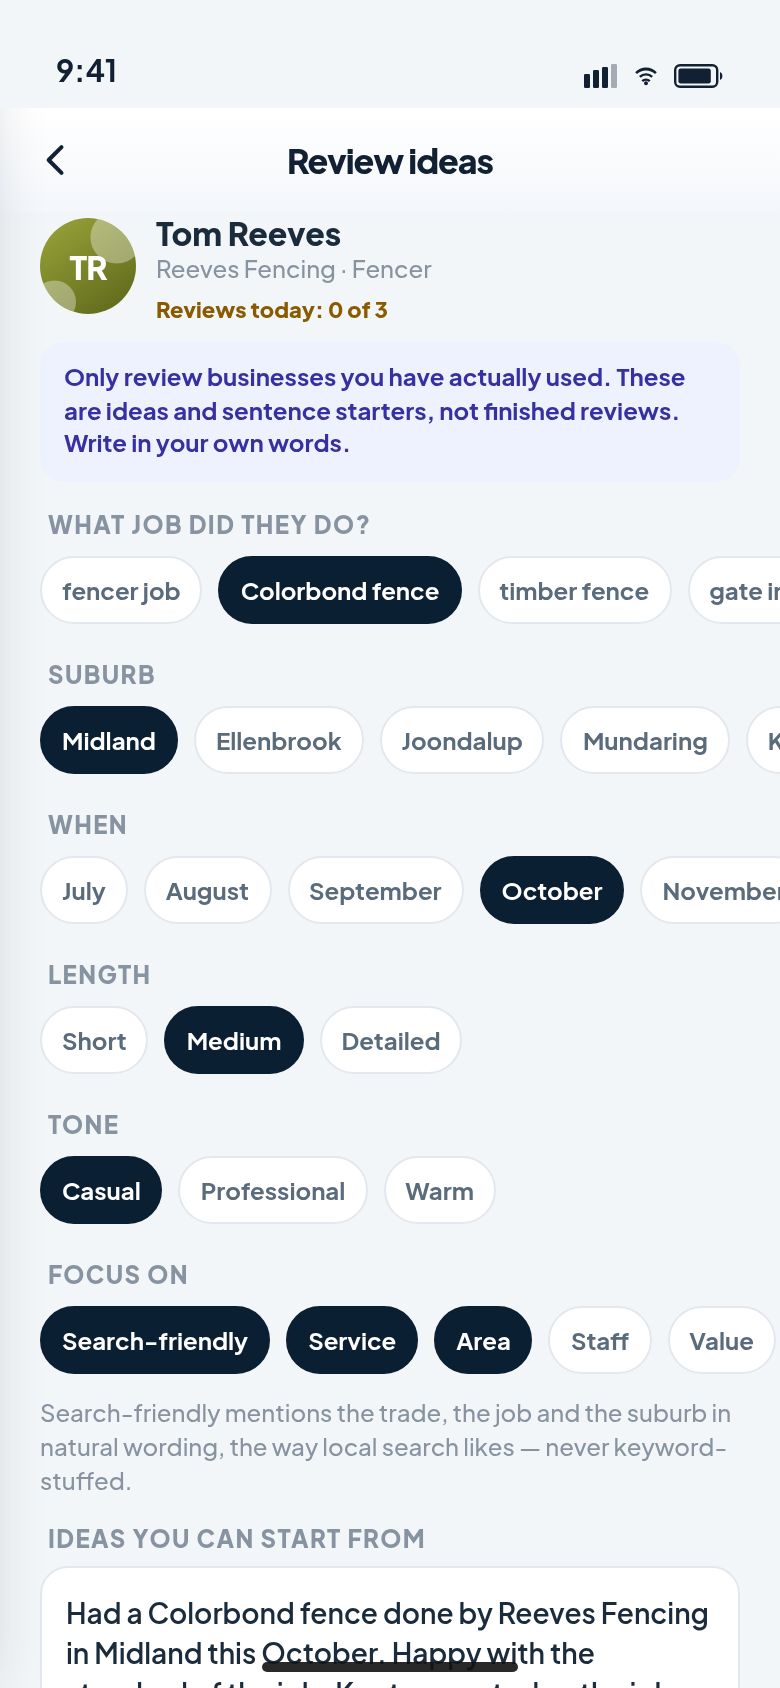 9:41
Review ideas
TR
Tom Reeves
Reeves Fencing · Fencer
Reviews today: 0 of 3
Only review businesses you have actually used. These
are ideas and sentence starters, not finished reviews.
Write in your own words.
WHAT JOB DID THEY DO?
fencer job
Colorbond fence
timber fence
gate
SUBURB
Midland
Ellenbrook
Joondalup
Mundaring
K
WHEN
July
August
September
October
November
LENGTH
Short
Medium
Detailed
TONE
Casual
Professional
Warm
FOCUS ON
Search-friendly
Service
Area
Staff
Value
Search-friendly mentions the trade, the job and the suburb in
natural wording, the way local search likes — never keyword-
stuffed.
IDEAS YOU CAN START FROM
Had a Colorbond fence done by Reeves Fencing
in Midland this October. Happy with the